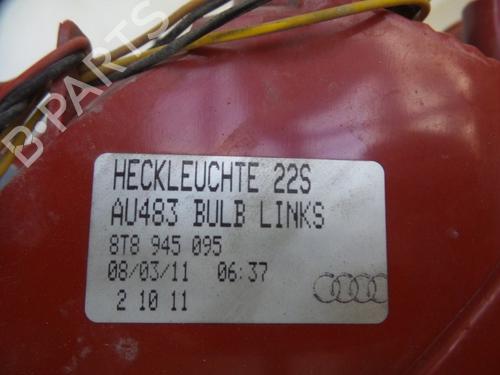 B-PARTS
HECKLEUCHTE 22S
AU483 BULB LINKS
8T8 945 095
08/03/11 06:37
2 10 11